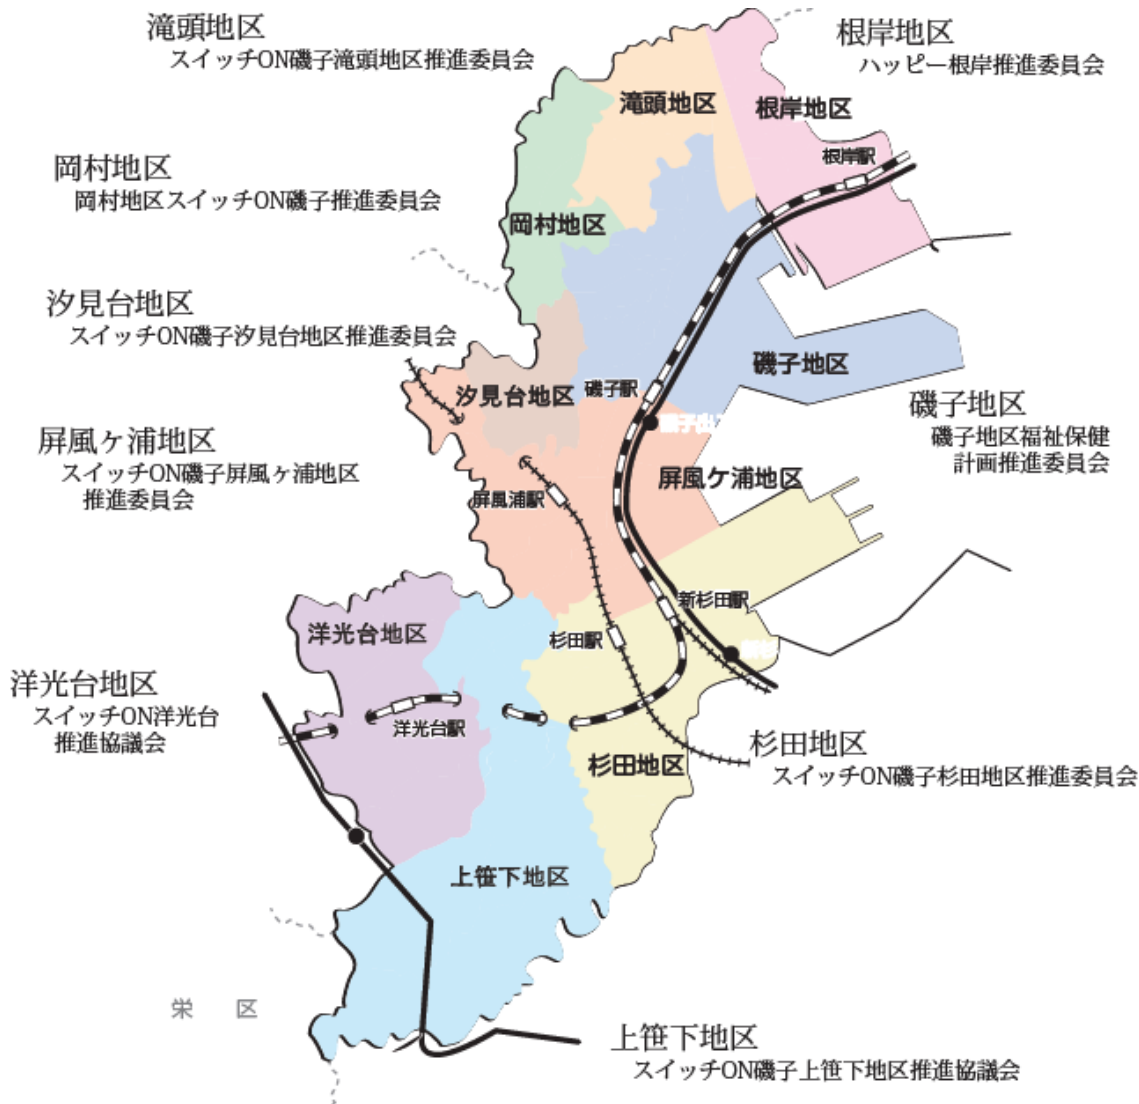 滝頭地区
スイッチON磯子滝頭地区推進委員会
根岸地区
ハッピー根岸推進委員会
滝頭地区
根岸地区
根岸駅
岡村地区
岡村地区スイッチON磯子推進委員会
岡村地区
汐見台地区
スイッチON磯子汐見台地区推進委員会
磯子地区
汐見台地区
磯子駅
磯子地区
磯子地区福祉保健
計画推進委員会
屏風ヶ浦地区
スイッチON磯子屏風ヶ浦地区
推進委員会
屏風ケ浦地区
屏風浦駅
新杉田駅
洋光台地区
杉田駅
洋光台地区
スイッチON洋光台
推進協議会
洋光台駅
杉田地区
杉田地区
スイッチON磯子杉田地区推進委員会
上笹下地区
栄区
上笹下地区
スイッチON磯子上笹下地区推進協議会